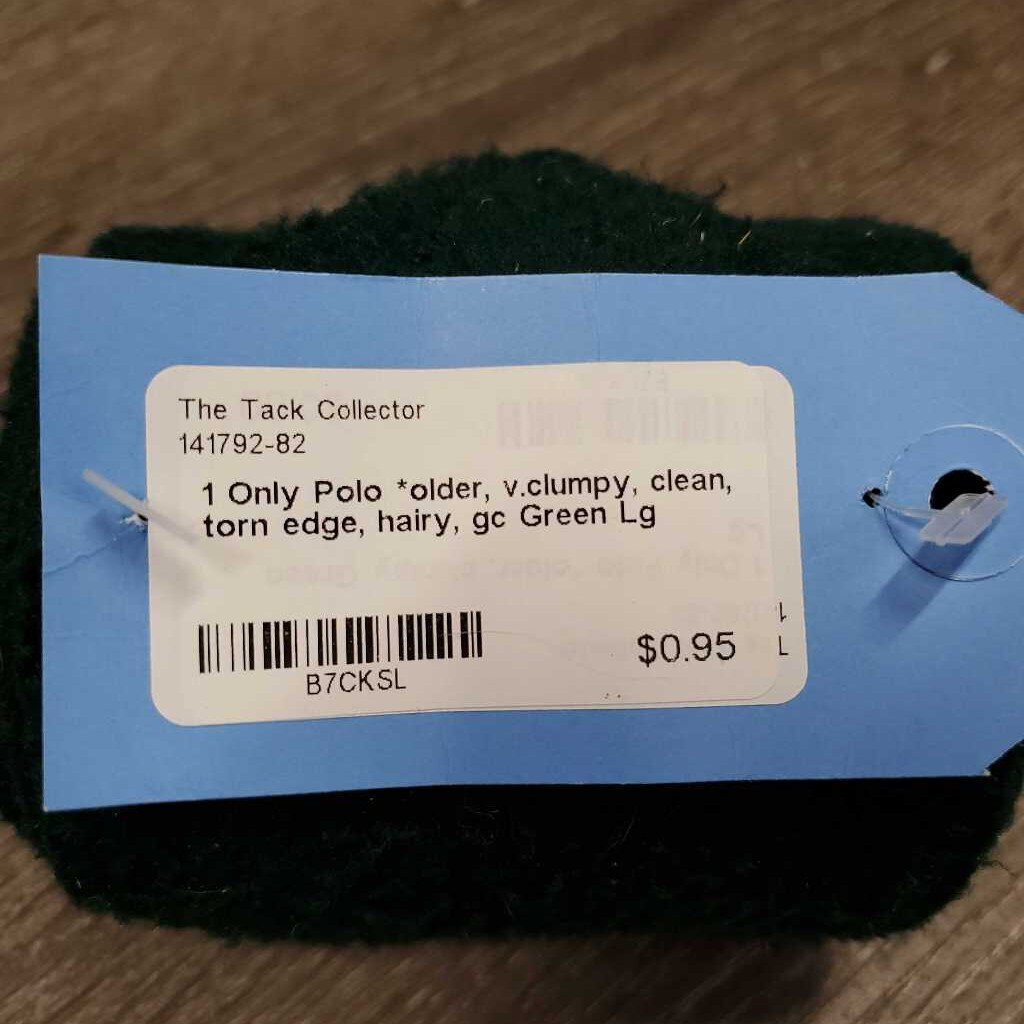 The Tack Collector
141792-82
1 Only Polo *older, v.clumpy, clean,
torn edge, hairy, gc Green Lg
$0.95
B7CKSL